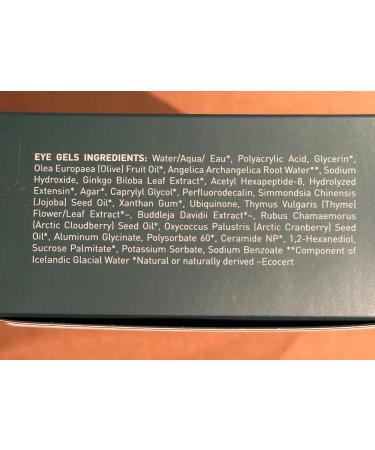 EYE GELS INGREDIENTS: Water/Aqua/ Eau*, Polyacrylic Acid, Glycerin*,
Olea Europaea (Olive) Fruit Oil*, Angelica Archangelica Root Water**, Sodium
Hydroxide, Ginkgo Biloba Leaf Extract*, Acetyl Hexapeptide-8, Hydrolyzed
Extensin*, Agar*, Caprylyl Glycol*, Perfluorodecalin, Simmondsia Chinensis
(Jojoba) Seed Oil*, Xanthan Gum*, Ubiquinone, Thymus Vulgaris (Thyme)
Flower/Leaf Extract*~, Buddleja Davidii Extract*~, Rubus Chamaemorus
(Arctic Cloudberry) Seed Oil*, Oxycoccus Palustris (Arctic Cranberry) Seed
Oil*, Aluminum Glycinate, Polysorbate 60*, Ceramide NP*, 1,2-Hexanediol,
Sucrose Palmitate*, Potassium Sorbate, Sodium Benzoate **Component of
Icelandic Glacial Water *Natural or naturally derived ~Ecocert